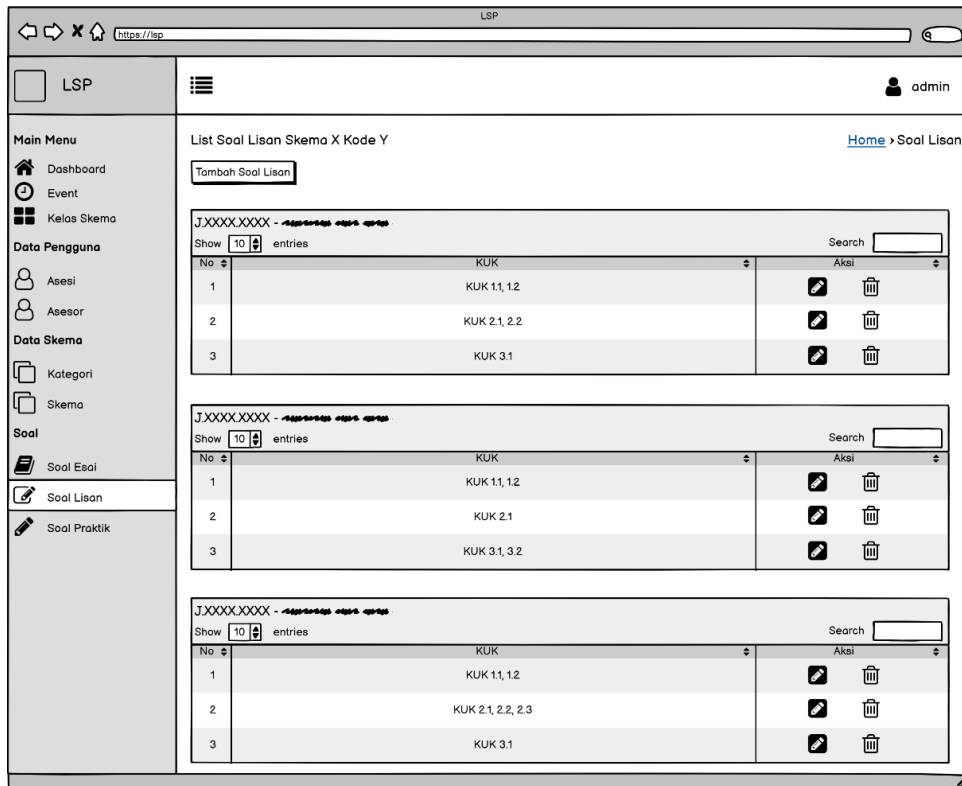 LSP
https://lsp
LSP
admin
Main Menu
Dashboard
Event
Kelas Skema
Data Pengguna
Asesi
Asesor
Data Skema
Kategori
Skema
Soal
Soal Esai
Soal Lisan
Soal Praktik
List Soal Lisan Skema X Kode Y
Home › Soal Lisan
Tambah Soal Lisan
J.XXXX.XXXX -
Show 10 entries Search
No KUK Aksi
1 KUK 1.1, 1.2
2 KUK 2.1, 2.2
3 KUK 3.1
J.XXXX.XXXX -
Show 10 entries Search
No KUK Aksi
1 KUK 1.1, 1.2
2 KUK 2.1
3 KUK 3.1, 3.2
J.XXXX.XXXX -
Show 10 entries Search
No KUK Aksi
1 KUK 1.1, 1.2
2 KUK 2.1, 2.2, 2.3
3 KUK 3.1